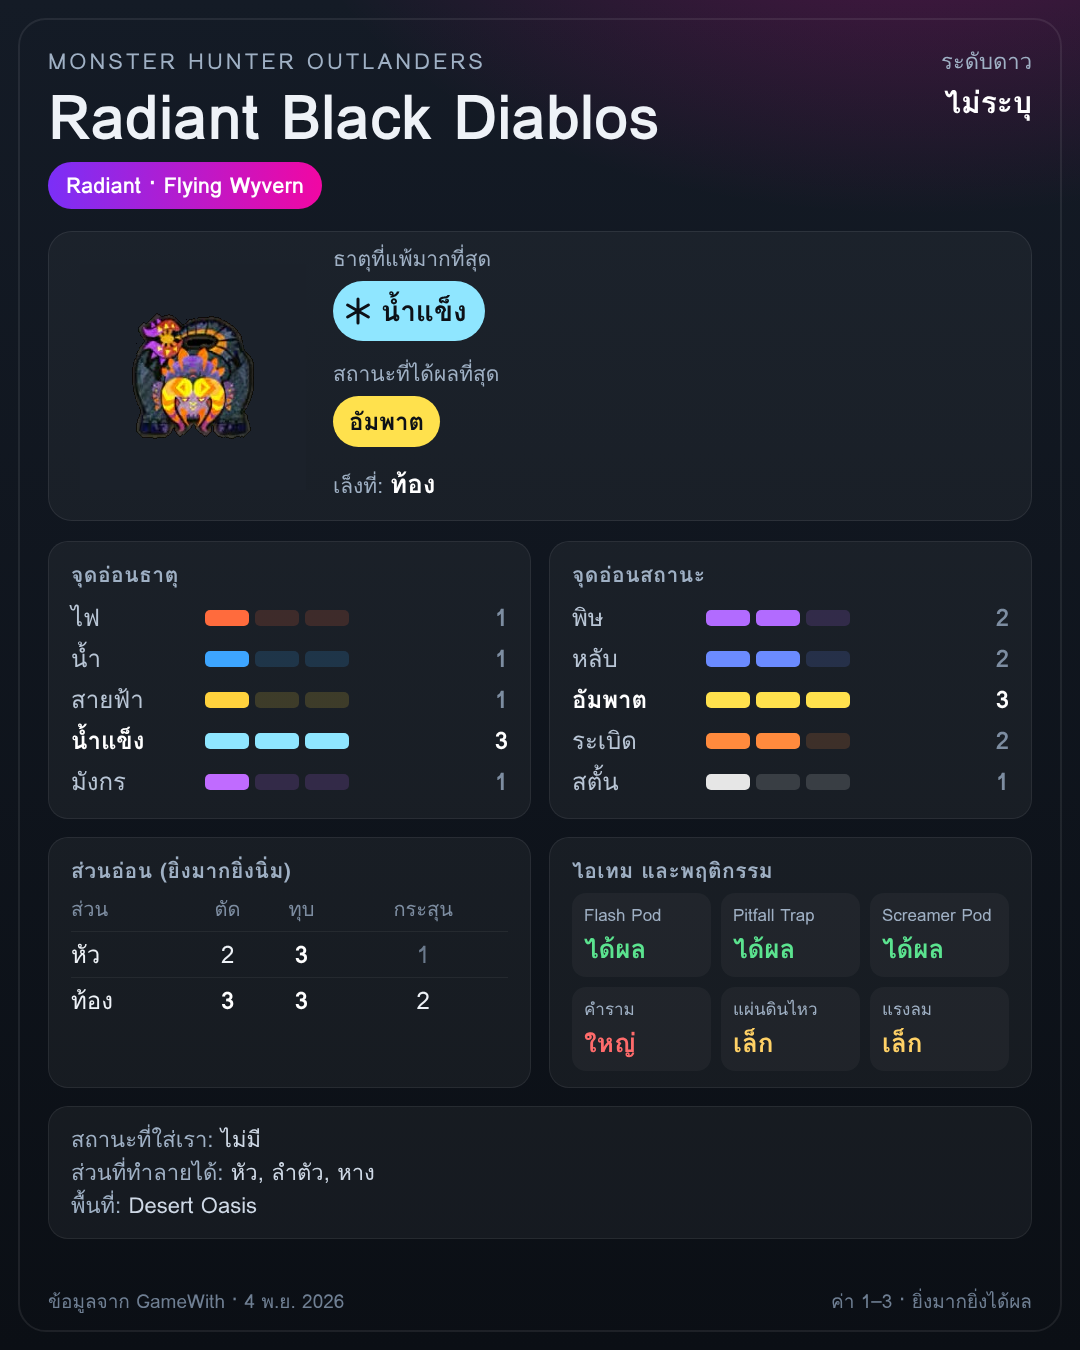 MONSTER HUNTER OUTLANDERS
ระดับดาว
Radiant Black Diablos
ไม่ระบุ
Radiant · Flying Wyvern
ธาตุที่แพ้มากที่สุด
น้ำแข็ง
สถานะที่ได้ผลที่สุด
อัมพาต
เล็งที่: ท้อง
จุดอ่อนธาตุ
ไฟ 1
น้ำ 1
สายฟ้า 1
น้ำแข็ง 3
มังกร 1
จุดอ่อนสถานะ
พิษ 2
หลับ 2
อัมพาต 3
ระเบิด 2
สตั้น 1
ส่วนอ่อน (ยิ่งมากยิ่งนิ่ม)
ส่วน ตัด ทุบ กระสุน
หัว 2 3 1
ท้อง 3 3 2
ไอเทม และพฤติกรรม
Flash Pod Pitfall Trap Screamer Pod
ได้ผล ได้ผล ได้ผล
คำราม แผ่นดินไหว แรงลม
ใหญ่ เล็ก เล็ก
สถานะที่ใส่เรา: ไม่มี
ส่วนที่ทำลายได้: หัว, ลำตัว, หาง
พื้นที่: Desert Oasis
ข้อมูลจาก GameWith · 4 พ.ย. 2026
ค่า 1–3 · ยิ่งมากยิ่งได้ผล